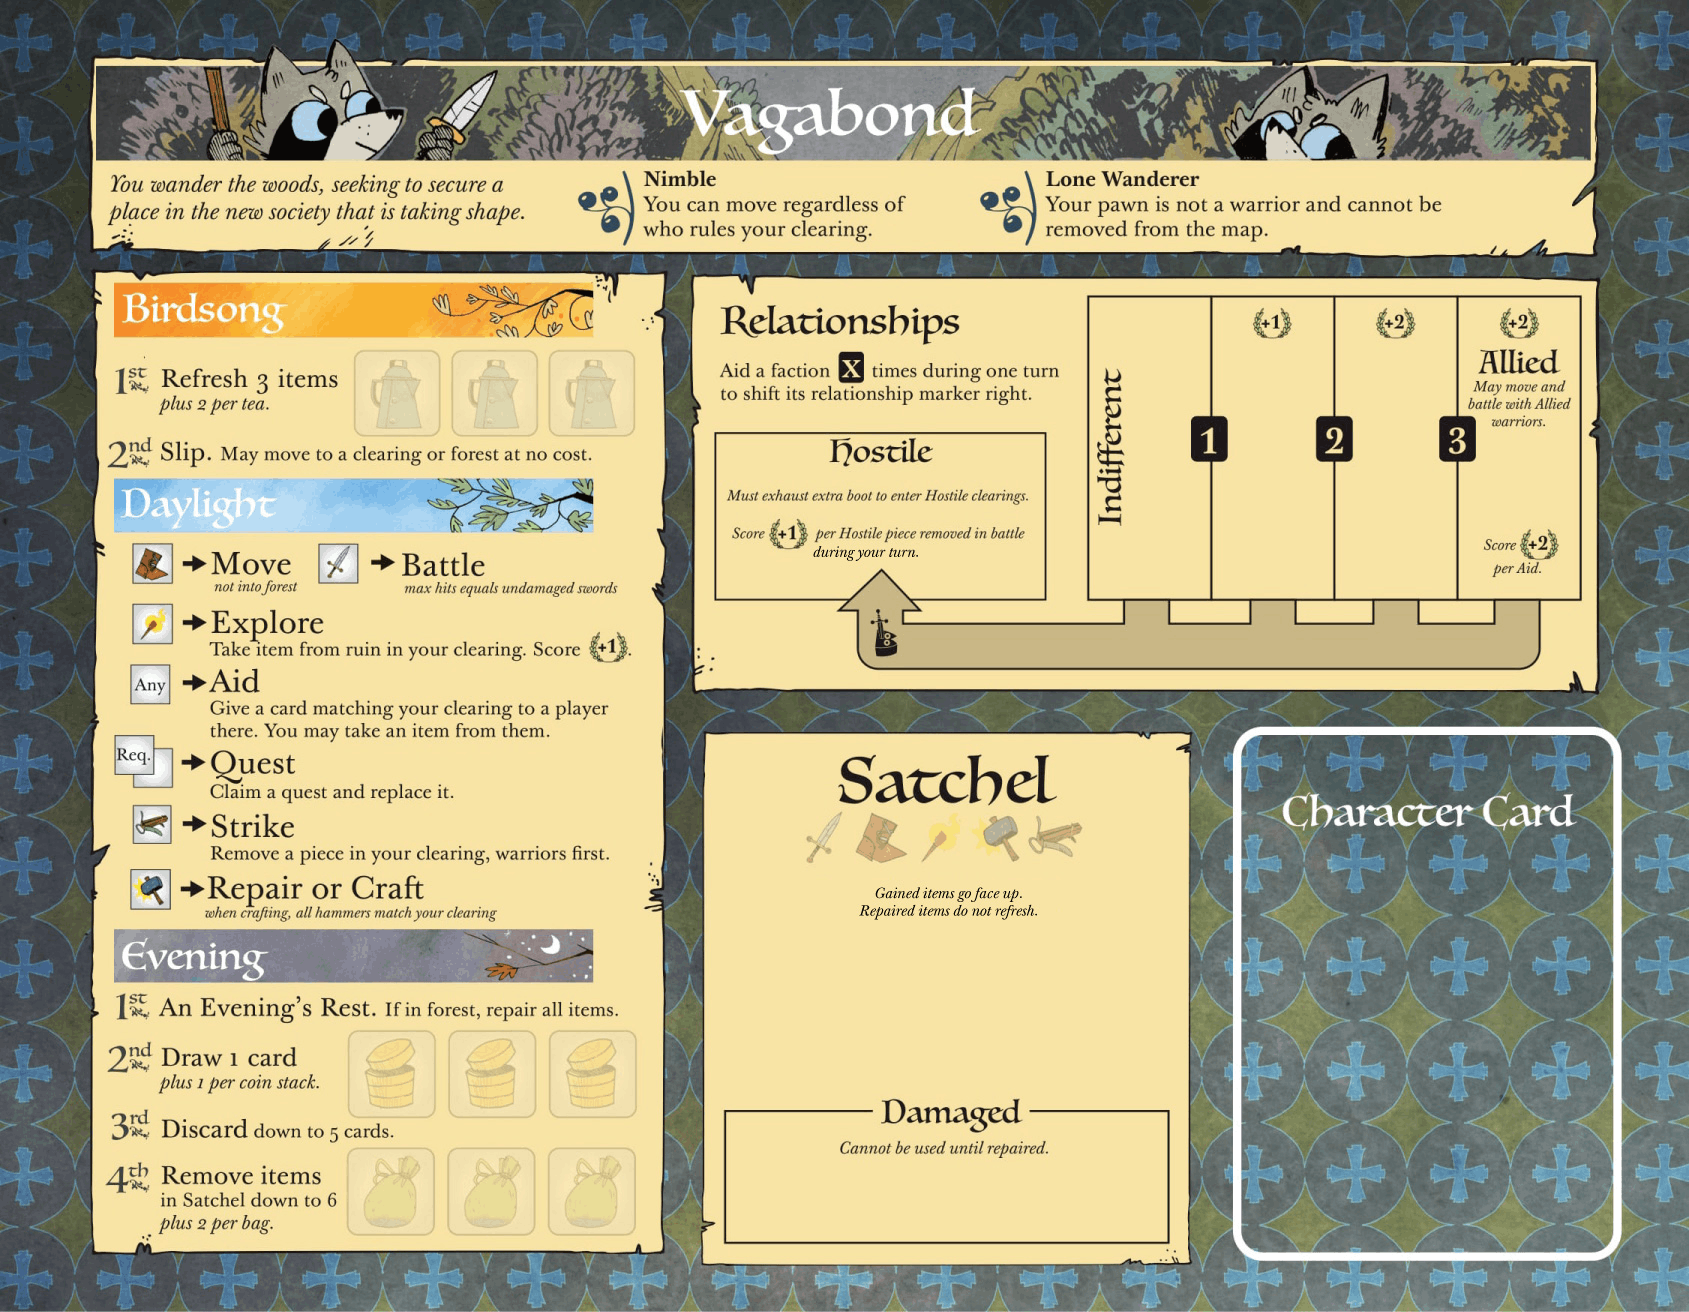 Vagabond
You wander the woods, seeking to secure a
place in the new society that is taking shape.
Nimble
You can move regardless of
who rules your clearing.
Lone Wanderer
Your pawn is not a warrior and cannot be
removed from the map.
Birdsong
1st Refresh 3 items
plus 2 per tea.
2nd Slip. May move to a clearing or forest at no cost.
Daylight
Move
not into forest
Battle
max hits equals undamaged swords
Explore
Take item from ruin in your clearing. Score +1.
Any Aid
Give a card matching your clearing to a player
there. You may take an item from them.
Req. Quest
Claim a quest and replace it.
Strike
Remove a piece in your clearing, warriors first.
Repair or Craft
when crafting, all hammers match your clearing
Evening
1st An Evening's Rest. If in forest, repair all items.
2nd Draw 1 card
plus 1 per coin stack.
3rd Discard down to 5 cards.
4th Remove items
in Satchel down to 6
plus 2 per bag.
Relationships
Aid a faction X times during one turn
to shift its relationship marker right.
Hostile
Must exhaust extra boot to enter Hostile clearings.
Score +1 per Hostile piece removed in battle
during your turn.
Indifferent
1
+1
2
+2
3
+2
Allied
May move and
battle with Allied
warriors.
Score +2
per Aid.
Satchel
Gained items go face up.
Repaired items do not refresh.
Damaged
Cannot be used until repaired.
Character Card